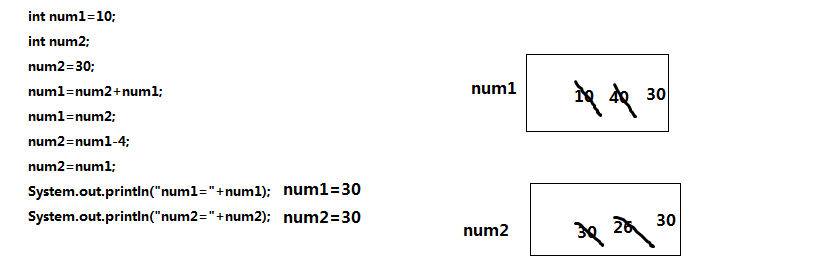 int num1=10;
int num2;
num2=30;
num1=num2+num1;
num1=num2;
num2=num1-4;
num2=num1;
System.out.println("num1="+num1); num1=30
System.out.println("num2="+num2); num2=30
num1 10 40 30
num2 30 26 30